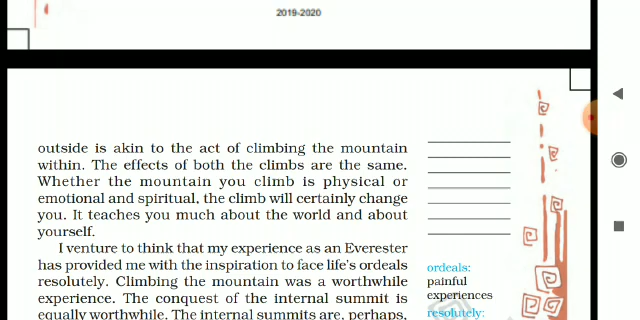 2019-2020
outside is akin to the act of climbing the mountain
within. The effects of both the climbs are the same.
Whether the mountain you climb is physical or
emotional and spiritual, the climb will certainly change
you. It teaches you much about the world and about
yourself.
I venture to think that my experience as an Everester
has provided me with the inspiration to face life's ordeals
resolutely. Climbing the mountain was a worthwhile
experience. The conquest of the internal summit is
equally worthwhile. The internal summits are, perhaps,
ordeals:
painful
experiences
resolutely: